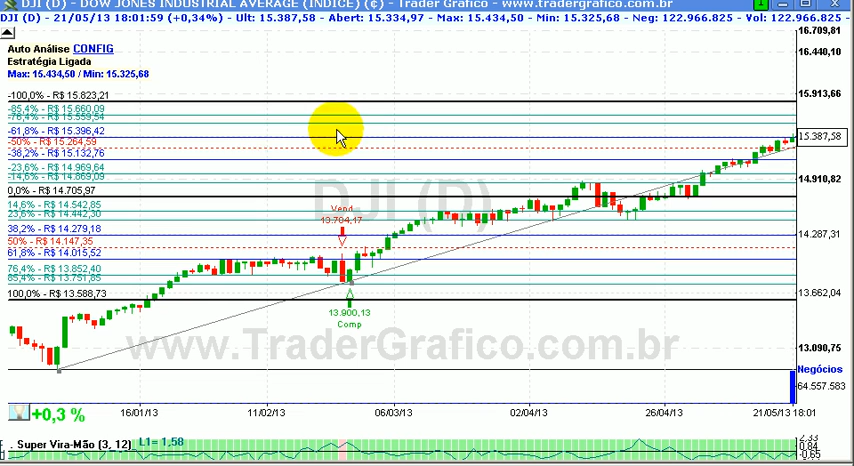 DJI (D) - DOW JONES INDUSTRIAL AVERAGE (INDICE) (¢) - Trader Grafico - www.tradergrafico.com.br
DJI (D) - 21/05/13 18:01:59 (+0,34%) - Ult: 15.387,58 - Abert: 15.334,97 - Max: 15.434,50 - Min: 15.325,68 - Neg: 122.966.825 - Vol: 122.966.825 -
Auto Análise CONFIG
Estratégia Ligada
Max: 15.434,50 / Min: 15.325,68
16.709,81
16.448,10
-100,0% - R$ 15.823,21
15.913,66
-85,4% - R$ 15.660,09
-76,4% - R$ 15.559,54
-61,8% - R$ 15.396,42
15.387,58
-50% - R$ 15.264,59
-38,2% - R$ 15.132,76
-23,6% - R$ 14.969,64
-14,6% - R$ 14.869,09
14.910,82
0,0% - R$ 14.705,97
DJI (D)
14,6% - R$ 14.542,85
23,6% - R$ 14.442,30
Vend
13.704,17
38,2% - R$ 14.279,18
14.287,31
50% - R$ 14.147,35
61,8% - R$ 14.015,52
76,4% - R$ 13.852,40
85,4% - R$ 13.751,85
100,0% - R$ 13.588,73
13.662,04
13.900,13
Comp
www.TraderGrafico.com.br
13.090,75
Negócios
64.557.583
+0,3 %
16/01/13
11/02/13
06/03/13
02/04/13
26/04/13
21/05/13 18:01
. Super Vira-Mão (3, 12) L1= 1,58
2.33
0.84
-0.65